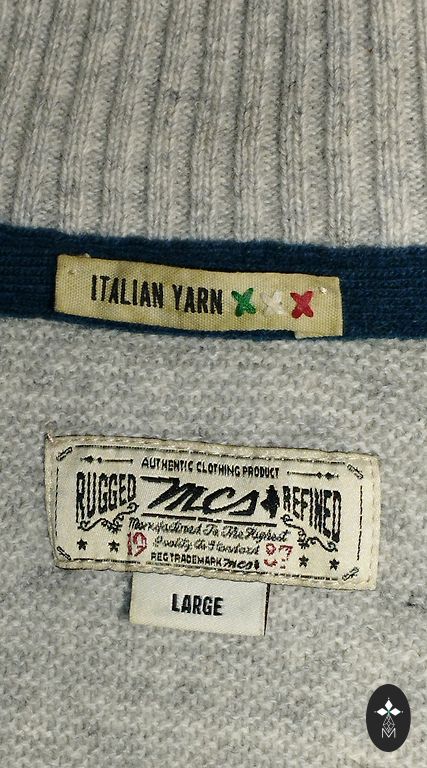 ITALIAN YARN
AUTHENTIC CLOTHING PRODUCT
RUGGED mcs REFINED
Manufactured To The Highest
19 Quality Standard 87
REG TRADEMARK mcs
LARGE
M